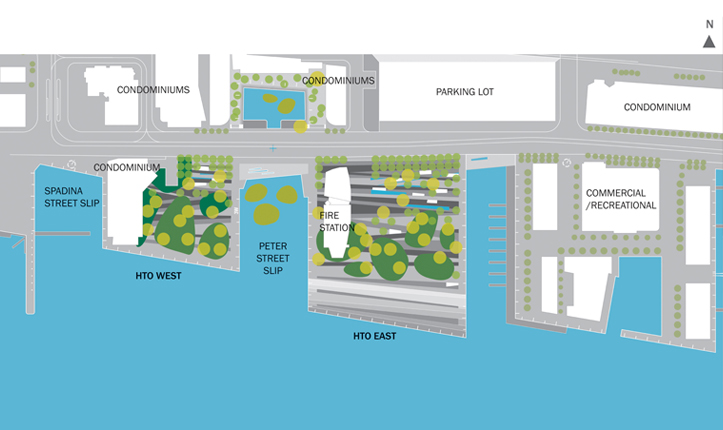 N
CONDOMINIUMS
CONDOMINIUMS
PARKING LOT
CONDOMINIUM
CONDOMINIUM
SPADINA
STREET SLIP
COMMERCIAL
/RECREATIONAL
FIRE
STATION
PETER
STREET
SLIP
HTO WEST
HTO EAST